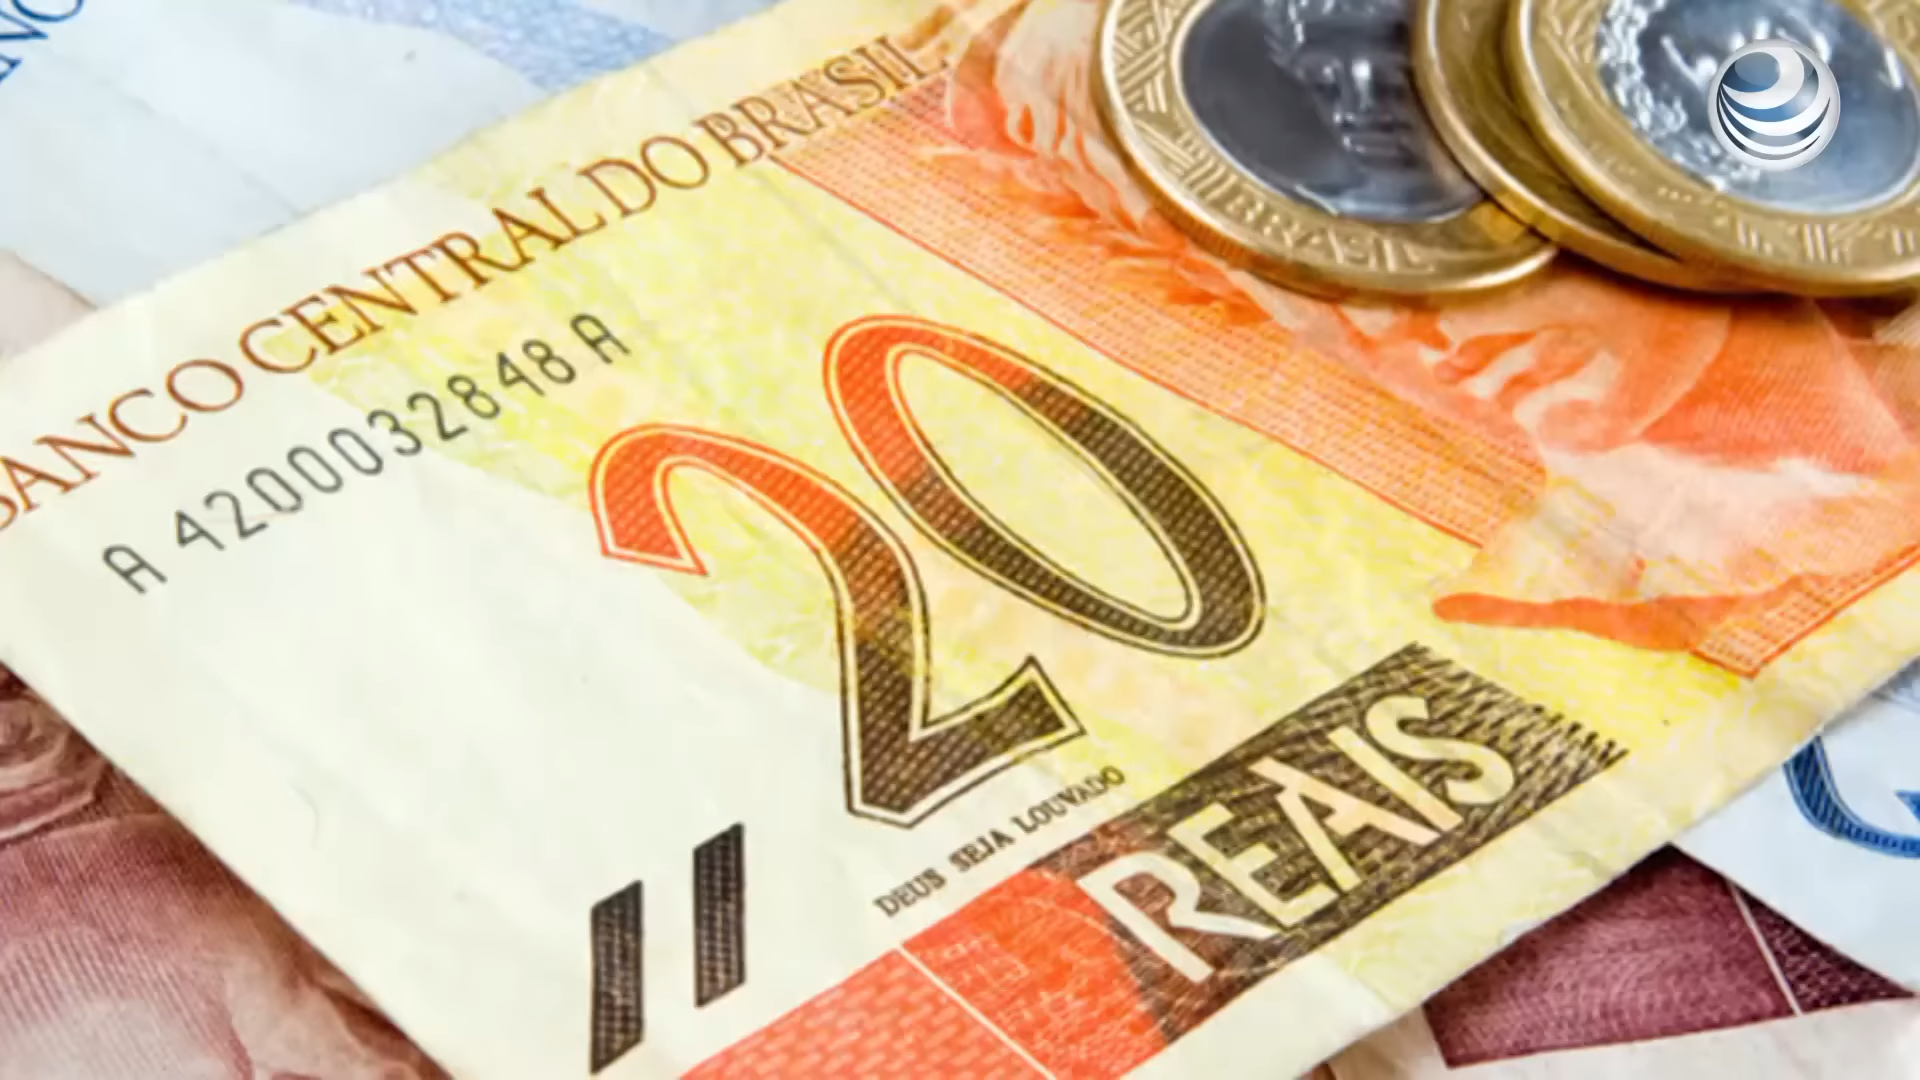 BANCO CENTRAL DO BRASIL
A 4200032848 A
20
DEUS SEJA LOUVADO
REAIS
BRASIL